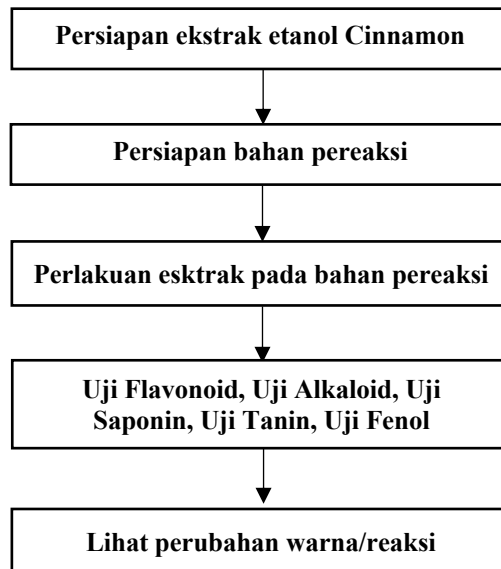 Persiapan ekstrak etanol Cinnamon
Persiapan bahan pereaksi
Perlakuan esktrak pada bahan pereaksi
Uji Flavonoid, Uji Alkaloid, Uji
Saponin, Uji Tanin, Uji Fenol
Lihat perubahan warna/reaksi